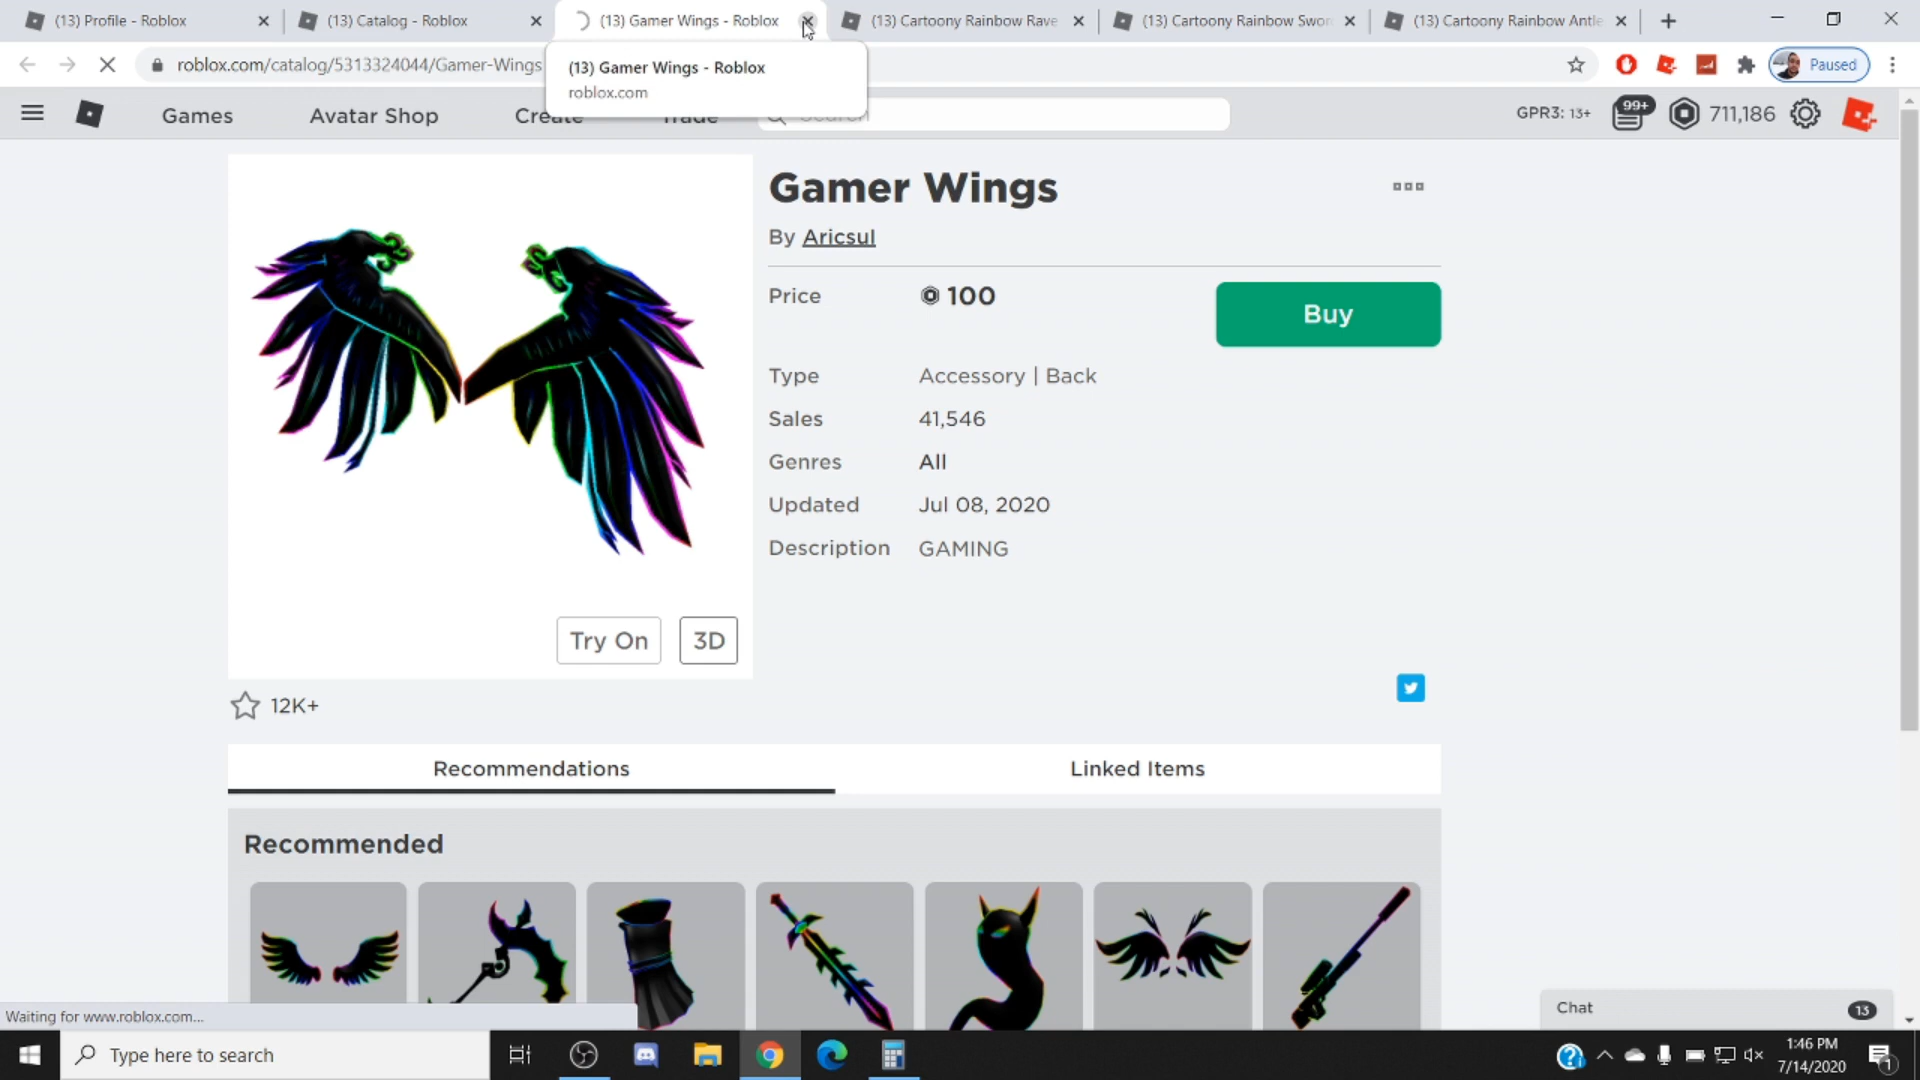 (13) Profile - Roblox
(13) Catalog - Roblox
(13) Gamer Wings - Roblox
(13) Cartoony Rainbow Rave
(13) Cartoony Rainbow Swor
(13) Cartoony Rainbow Antle
roblox.com/catalog/5313324044/Gamer-Wings
Paused
(13) Gamer Wings - Roblox
roblox.com
Games
Avatar Shop
Create
Trade
Search
GPR3: 13+
99+
711,186
Gamer Wings
By Aricsul
Price
100
Buy
Type
Accessory | Back
Sales
41,546
Genres
All
Updated
Jul 08, 2020
Description
GAMING
Try On
3D
12K+
Recommendations
Linked Items
Recommended
Waiting for www.roblox.com...
Chat
13
Type here to search
1:46 PM
7/14/2020
1